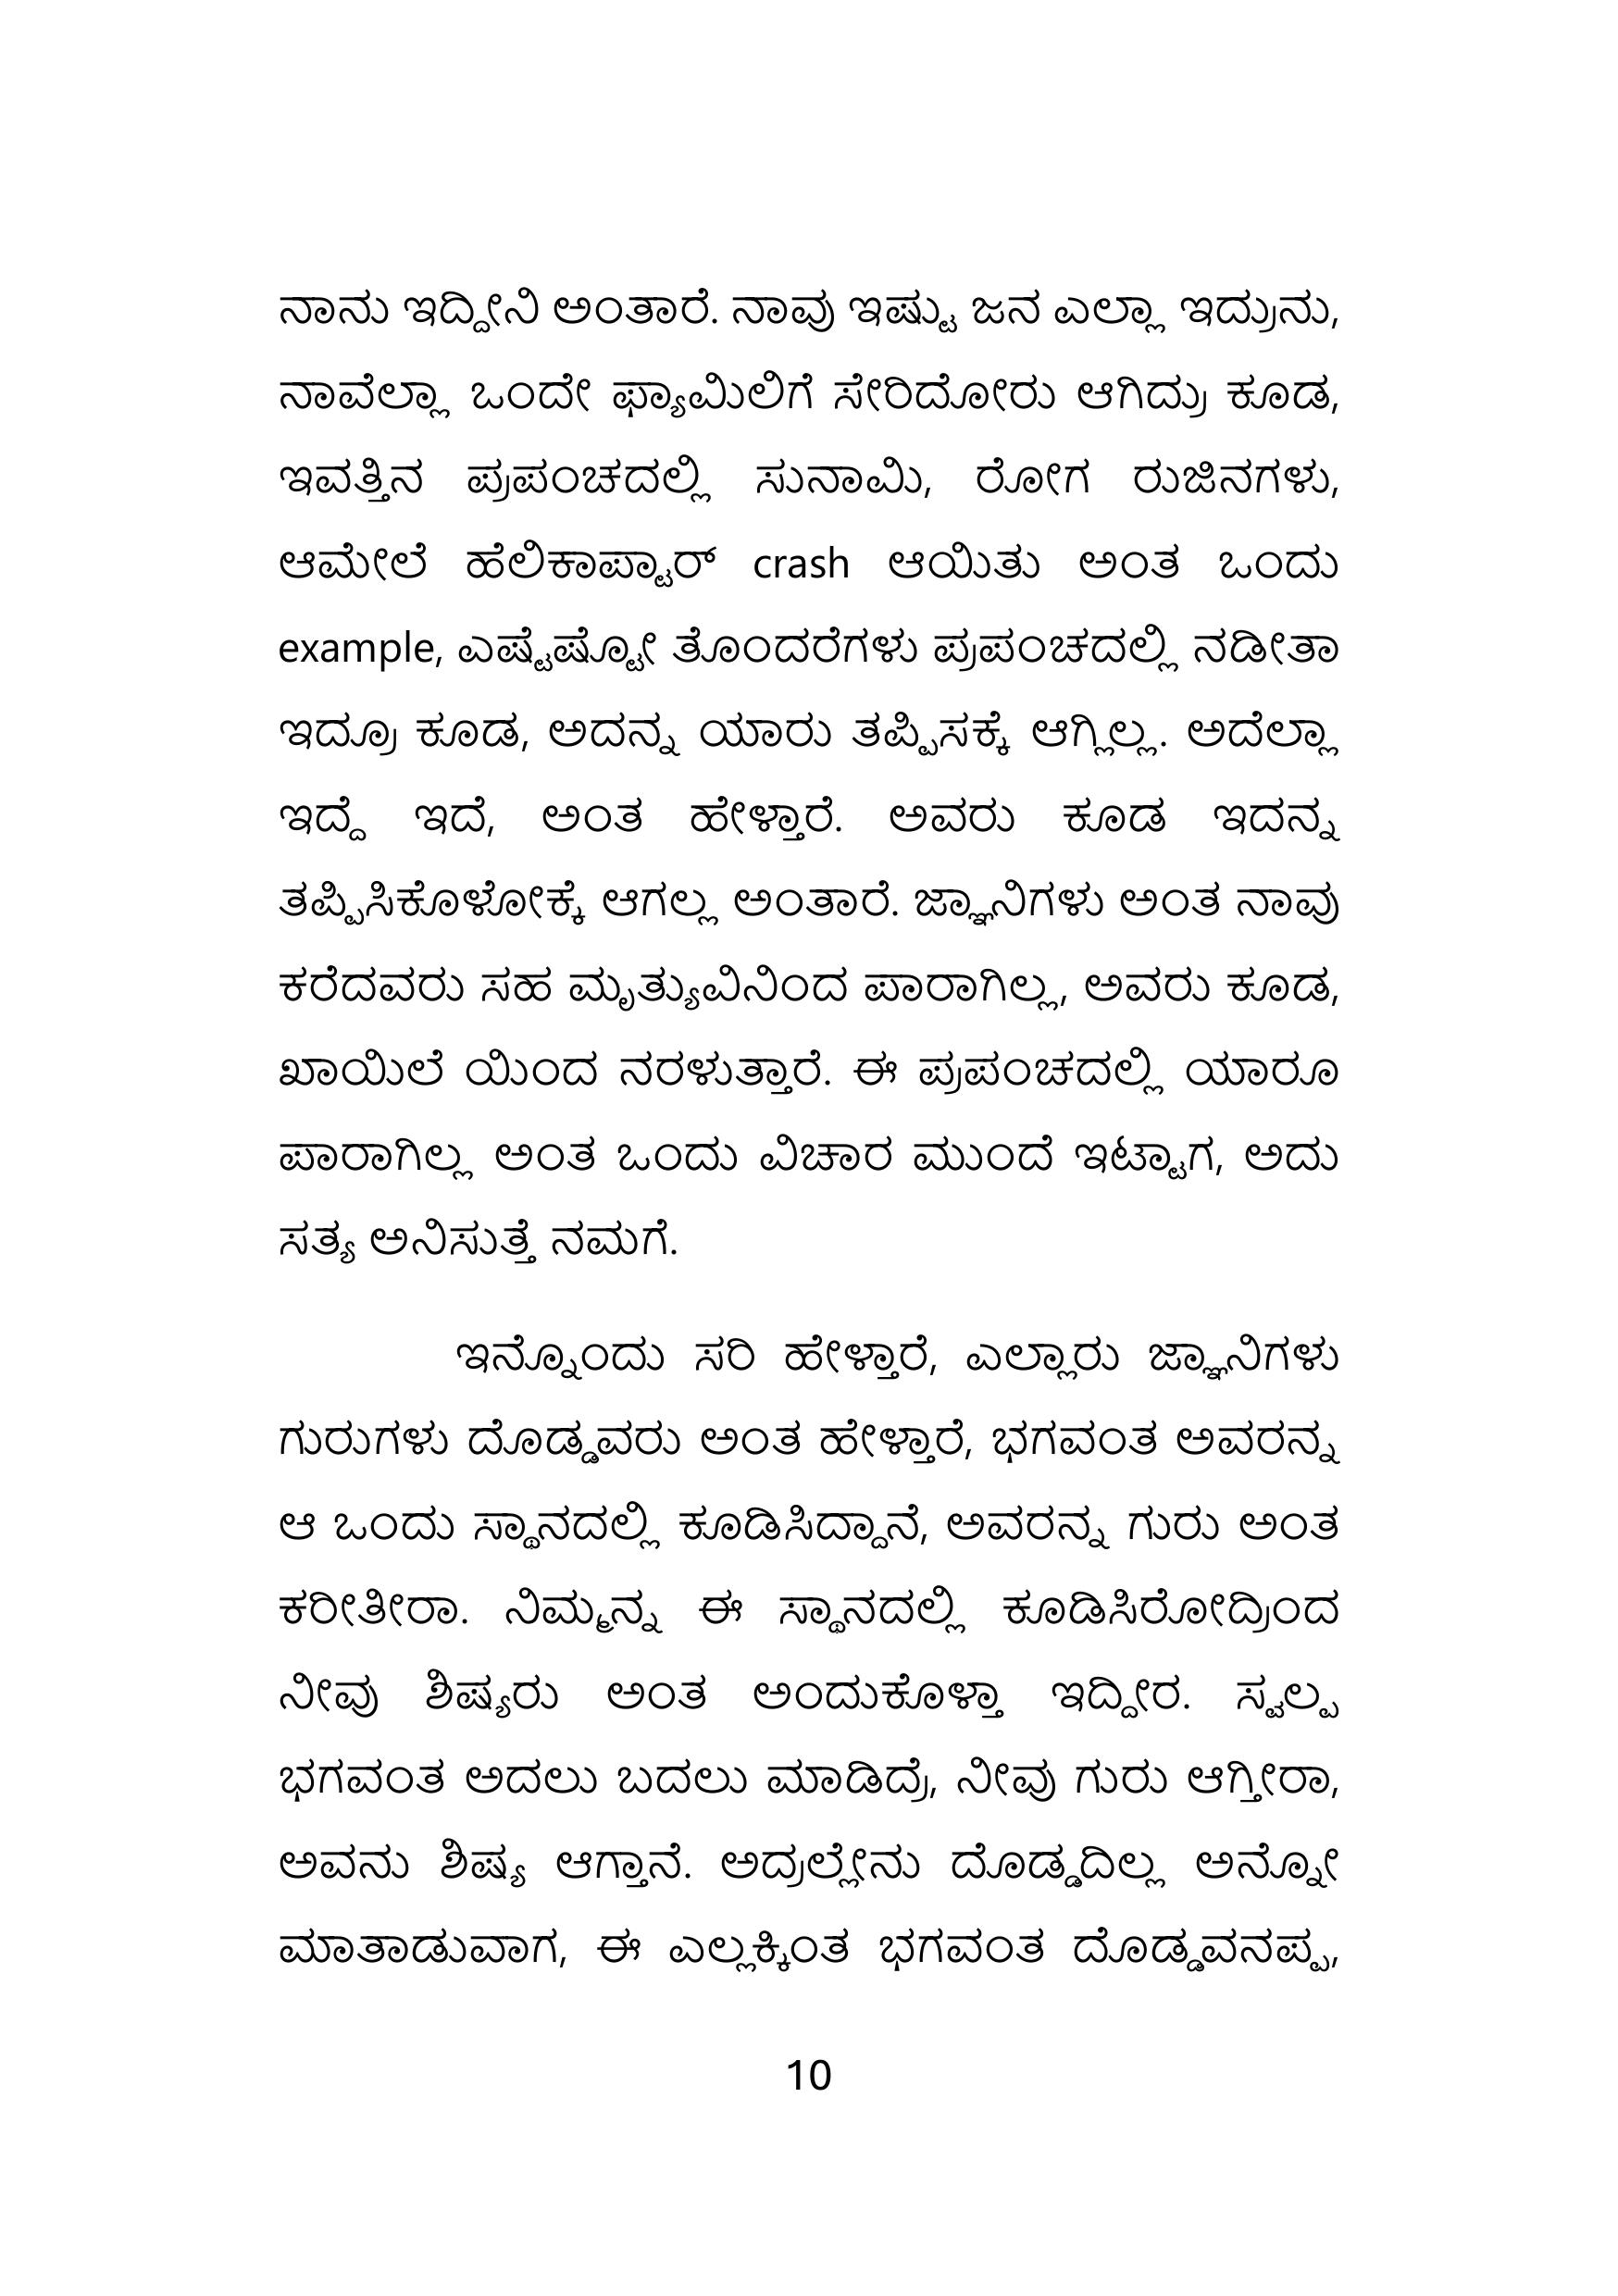 ನಾನು ಇದ್ದೀನಿ ಅಂತಾರೆ. ನಾವು ಇಷ್ಟು ಜನ ಎಲ್ಲಾ ಇದ್ರುನು,
ನಾವೆಲ್ಲಾ ಒಂದೇ ಫ್ಯಾಮಿಲಿಗೆ ಸೇರಿದೋರು ಆಗಿದ್ರು ಕೂಡ,
ಇವತ್ತಿನ ಪ್ರಪಂಚದಲ್ಲಿ ಸುನಾಮಿ, ರೋಗ ರುಜಿನಗಳು,
ಆಮೇಲೆ ಹೆಲಿಕಾಪ್ಟಾರ್ crash ಆಯಿತು ಅಂತ ಒಂದು
example, ಎಷ್ಟೆಷ್ಟೋ ತೊಂದರೆಗಳು ಪ್ರಪಂಚದಲ್ಲಿ ನಡೀತಾ
ಇದ್ರೂ ಕೂಡ, ಅದನ್ನ ಯಾರು ತಪ್ಪಿಸಕ್ಕೆ ಆಗ್ಲಿಲ್ಲ. ಅದೆಲ್ಲಾ
ಇದ್ದೆ ಇದೆ, ಅಂತ ಹೇಳ್ತಾರೆ. ಅವರು ಕೂಡ ಇದನ್ನ
ತಪ್ಪಿಸಿಕೊಳೋಕ್ಕೆ ಆಗಲ್ಲ ಅಂತಾರೆ. ಜ್ಞಾನಿಗಳು ಅಂತ ನಾವು
ಕರೆದವರು ಸಹ ಮೃತ್ಯುವಿನಿಂದ ಪಾರಾಗಿಲ್ಲ, ಅವರು ಕೂಡ,
ಖಾಯಿಲೆ ಯಿಂದ ನರಳುತ್ತಾರೆ. ಈ ಪ್ರಪಂಚದಲ್ಲಿ ಯಾರೂ
ಪಾರಾಗಿಲ್ಲ ಅಂತ ಒಂದು ವಿಚಾರ ಮುಂದೆ ಇಟ್ಟಾಗ, ಅದು
ಸತ್ಯ ಅನಿಸುತ್ತೆ ನಮಗೆ.
ಇನ್ನೊಂದು ಸರಿ ಹೇಳ್ತಾರೆ, ಎಲ್ಲಾರು ಜ್ಞಾನಿಗಳು
ಗುರುಗಳು ದೊಡ್ಡವರು ಅಂತ ಹೇಳ್ತಾರೆ, ಭಗವಂತ ಅವರನ್ನ
ಆ ಒಂದು ಸ್ಥಾನದಲ್ಲಿ ಕೂಡಿಸಿದ್ದಾನೆ, ಅವರನ್ನ ಗುರು ಅಂತ
ಕರೀತೀರಾ. ನಿಮ್ಮನ್ನ ಈ ಸ್ಥಾನದಲ್ಲಿ ಕೂಡಿಸಿರೋದ್ರಿಂದ
ನೀವು ಶಿಷ್ಯರು ಅಂತ ಅಂದುಕೊಳ್ತಾ ಇದ್ದೀರ. ಸ್ವಲ್ಪ
ಭಗವಂತ ಅದಲು ಬದಲು ಮಾಡಿದ್ರೆ, ನೀವು ಗುರು ಆಗ್ತೀರಾ,
ಅವನು ಶಿಷ್ಯ ಆಗ್ತಾನೆ. ಅದ್ರಲ್ಲೇನು ದೊಡ್ಡದಿಲ್ಲ ಅನ್ನೋ
ಮಾತಾಡುವಾಗ, ಈ ಎಲ್ಲಕ್ಕಿಂತ ಭಗವಂತ ದೊಡ್ಡವನಪ್ಪ,
10